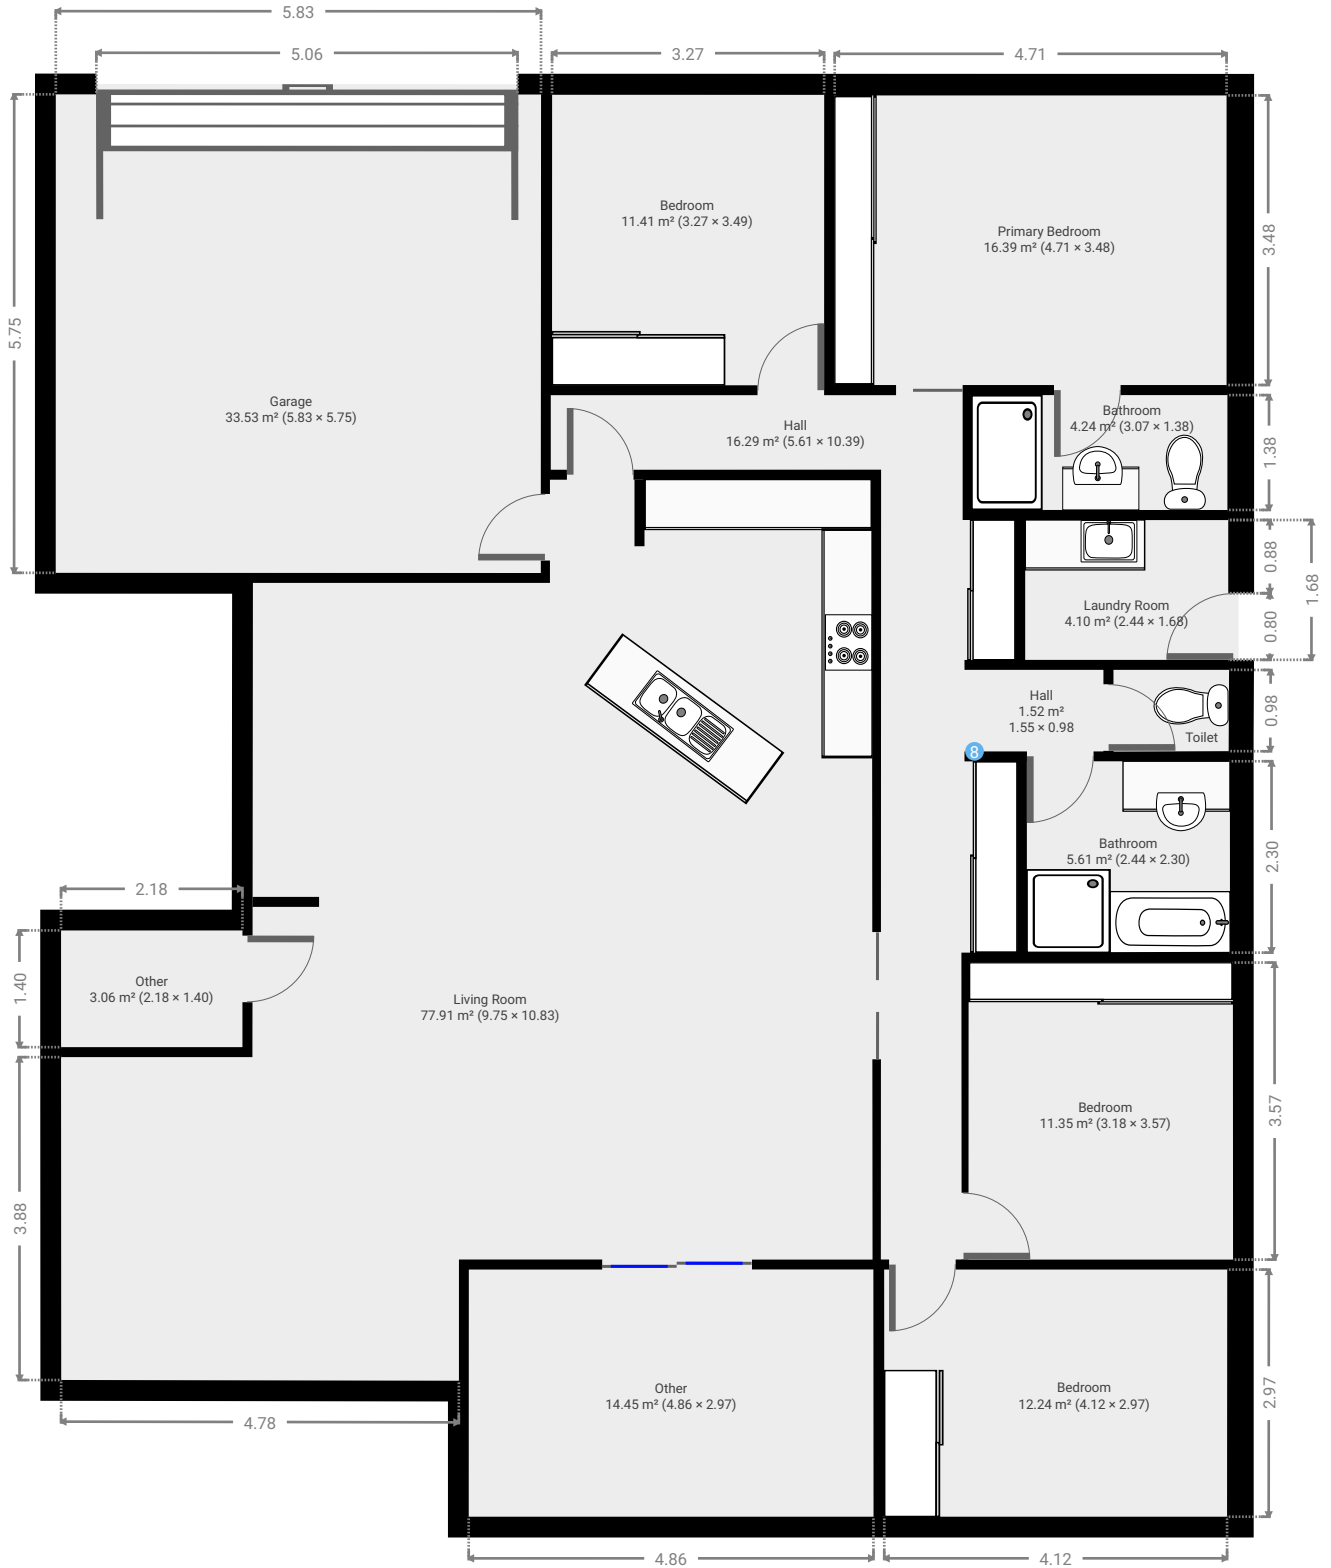 5.83
5.06
3.27
4.71
5.75
3.48
Bedroom
11.41 m² (3.27 × 3.49)
Primary Bedroom
16.39 m² (4.71 × 3.48)
Garage
33.53 m² (5.83 × 5.75)
Hall
16.29 m² (5.61 × 10.39)
Bathroom
4.24 m² (3.07 × 1.38)
1.38
0.88
1.68
Laundry Room
4.10 m² (2.44 × 1.68)
0.80
Hall
1.52 m²
1.55 × 0.98
Toilet
0.98
8
Bathroom
5.61 m² (2.44 × 2.30)
2.30
2.18
1.40
Other
3.06 m² (2.18 × 1.40)
Living Room
77.91 m² (9.75 × 10.83)
Bedroom
11.35 m² (3.18 × 3.57)
3.57
3.88
Other
14.45 m² (4.86 × 2.97)
Bedroom
12.24 m² (4.12 × 2.97)
2.97
4.78
4.86
4.12